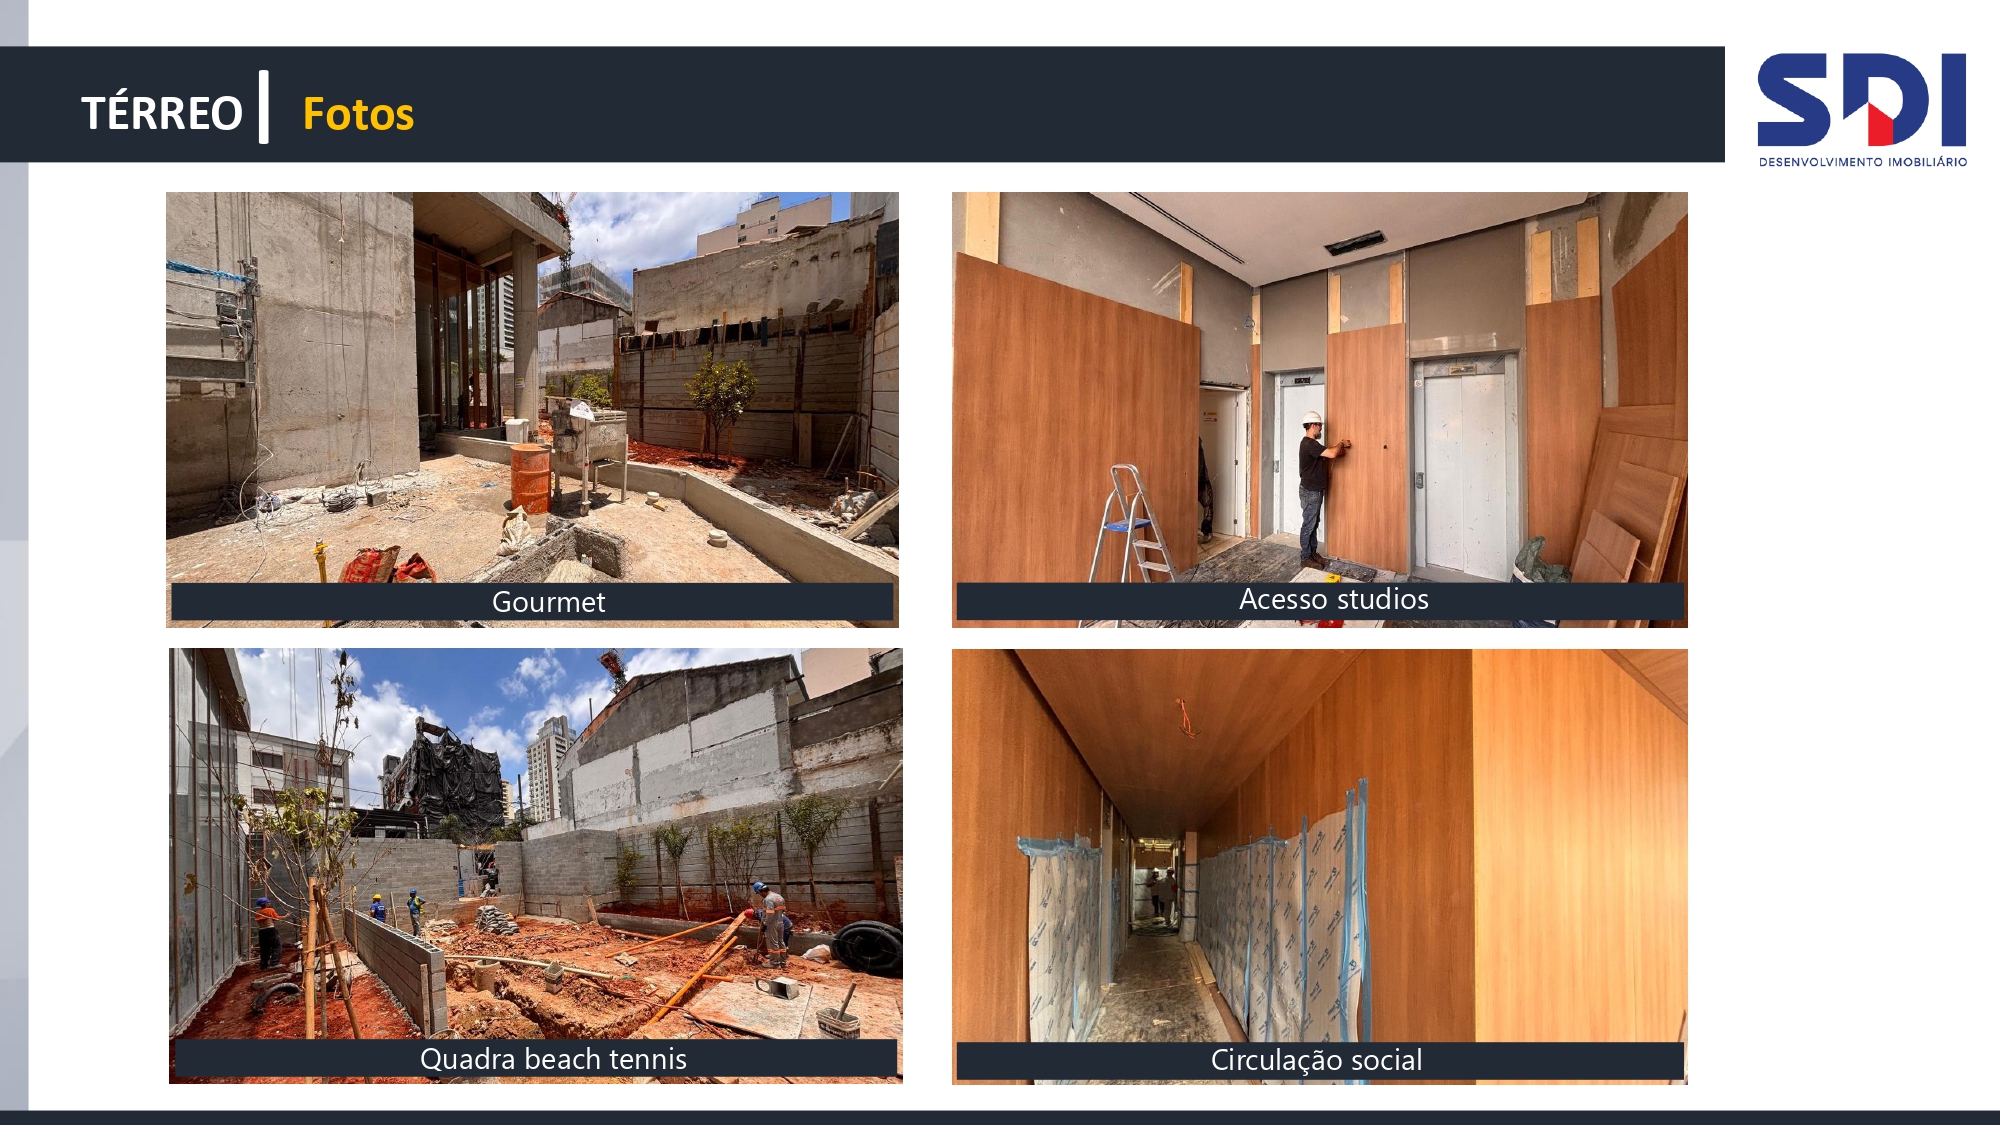 TÉRREO
Fotos
SDI
DESENVOLVIMENTO IMOBILIÁRIO
Gourmet
Acesso studios
Quadra beach tennis
Circulação social